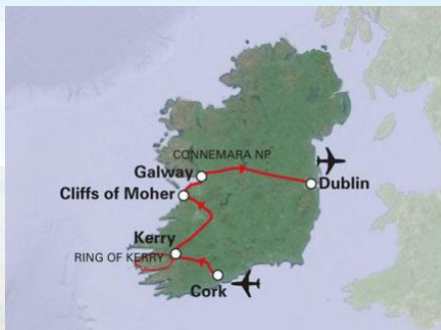 CONNEMARA NP
Galway
Dublin
Cliffs of Moher
Kerry
RING OF KERRY
Cork